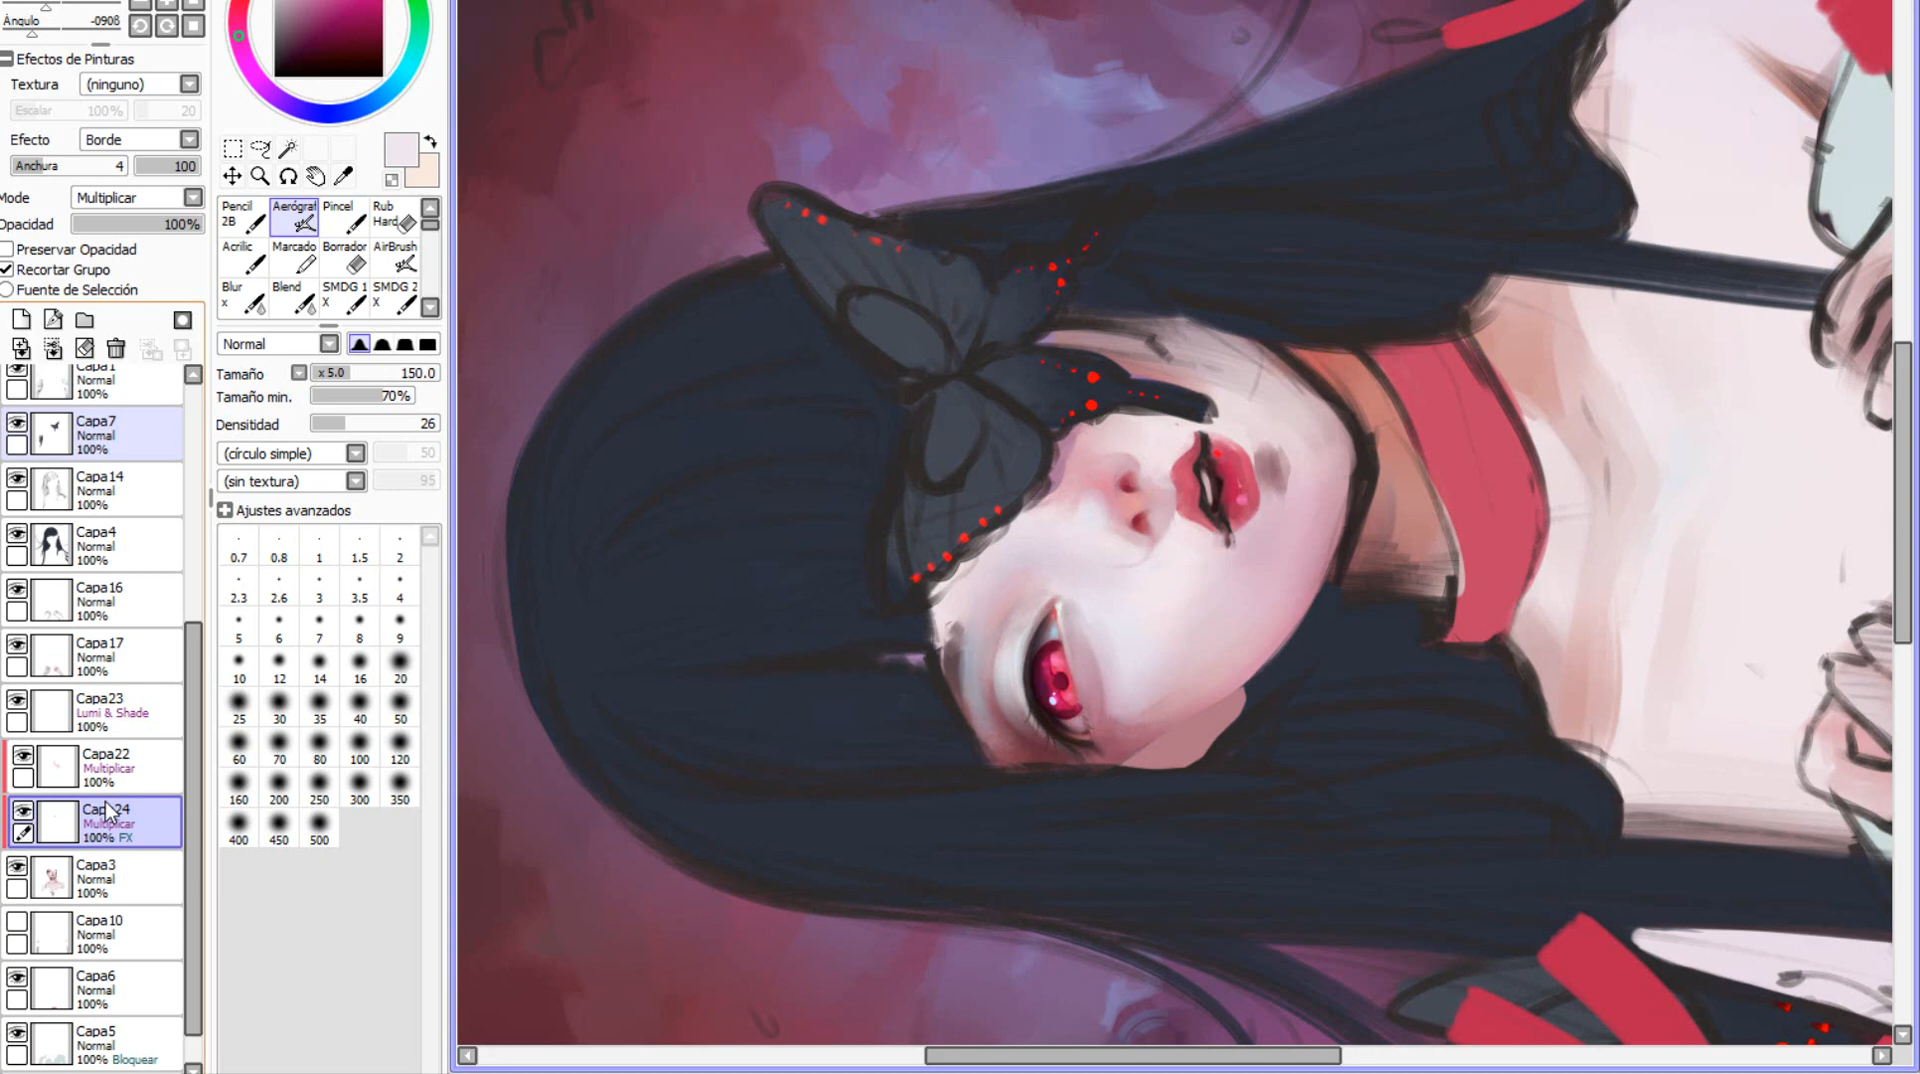 Ángulo -0908
Efectos de Pinturas
Textura (ninguno)
Escalar 100% 20
Efecto Borde
Anchura 4 100
Mode Multiplicar
Opacidad 100%
Preservar Opacidad
Recortar Grupo
Fuente de Selección
Capa1
Normal
100%
Capa7
Normal
100%
Capa14
Normal
100%
Capa4
Normal
100%
Capa16
Normal
100%
Capa17
Normal
100%
Capa23
Lumi & Shade
100%
Capa22
Multiplicar
100%
Multiplicar
100% FX
Capa3
Normal
100%
Capa10
Normal
100%
Capa6
Normal
100%
Capa5
Normal
100% Bloquear
Pencil 2B Aerógraf Pincel Rub Hard
Acrilic Marcado Borrador AirBrush
Blur x Blend SMDG 1 X SMDG 2 X
Normal
Tamaño x 5.0 150.0
Tamaño min. 70%
Densitidad 26
(círculo simple) 50
(sin textura) 95
Ajustes avanzados
0.7 0.8 1 1.5 2
2.3 2.6 3 3.5 4
5 6 7 8 9
10 12 14 16 20
25 30 35 40 50
60 70 80 100 120
160 200 250 300 350
400 450 500